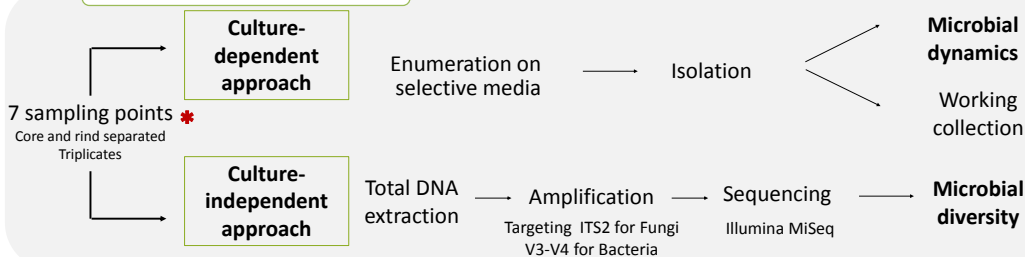 Culture-
dependent
approach
Enumeration on
selective media
Isolation
Microbial
dynamics
Working
collection
7 sampling points *
Core and rind separated
Triplicates
Culture-
independent
approach
Total DNA
extraction
Amplification
Targeting ITS2 for Fungi
V3-V4 for Bacteria
Sequencing
Illumina MiSeq
Microbial
diversity